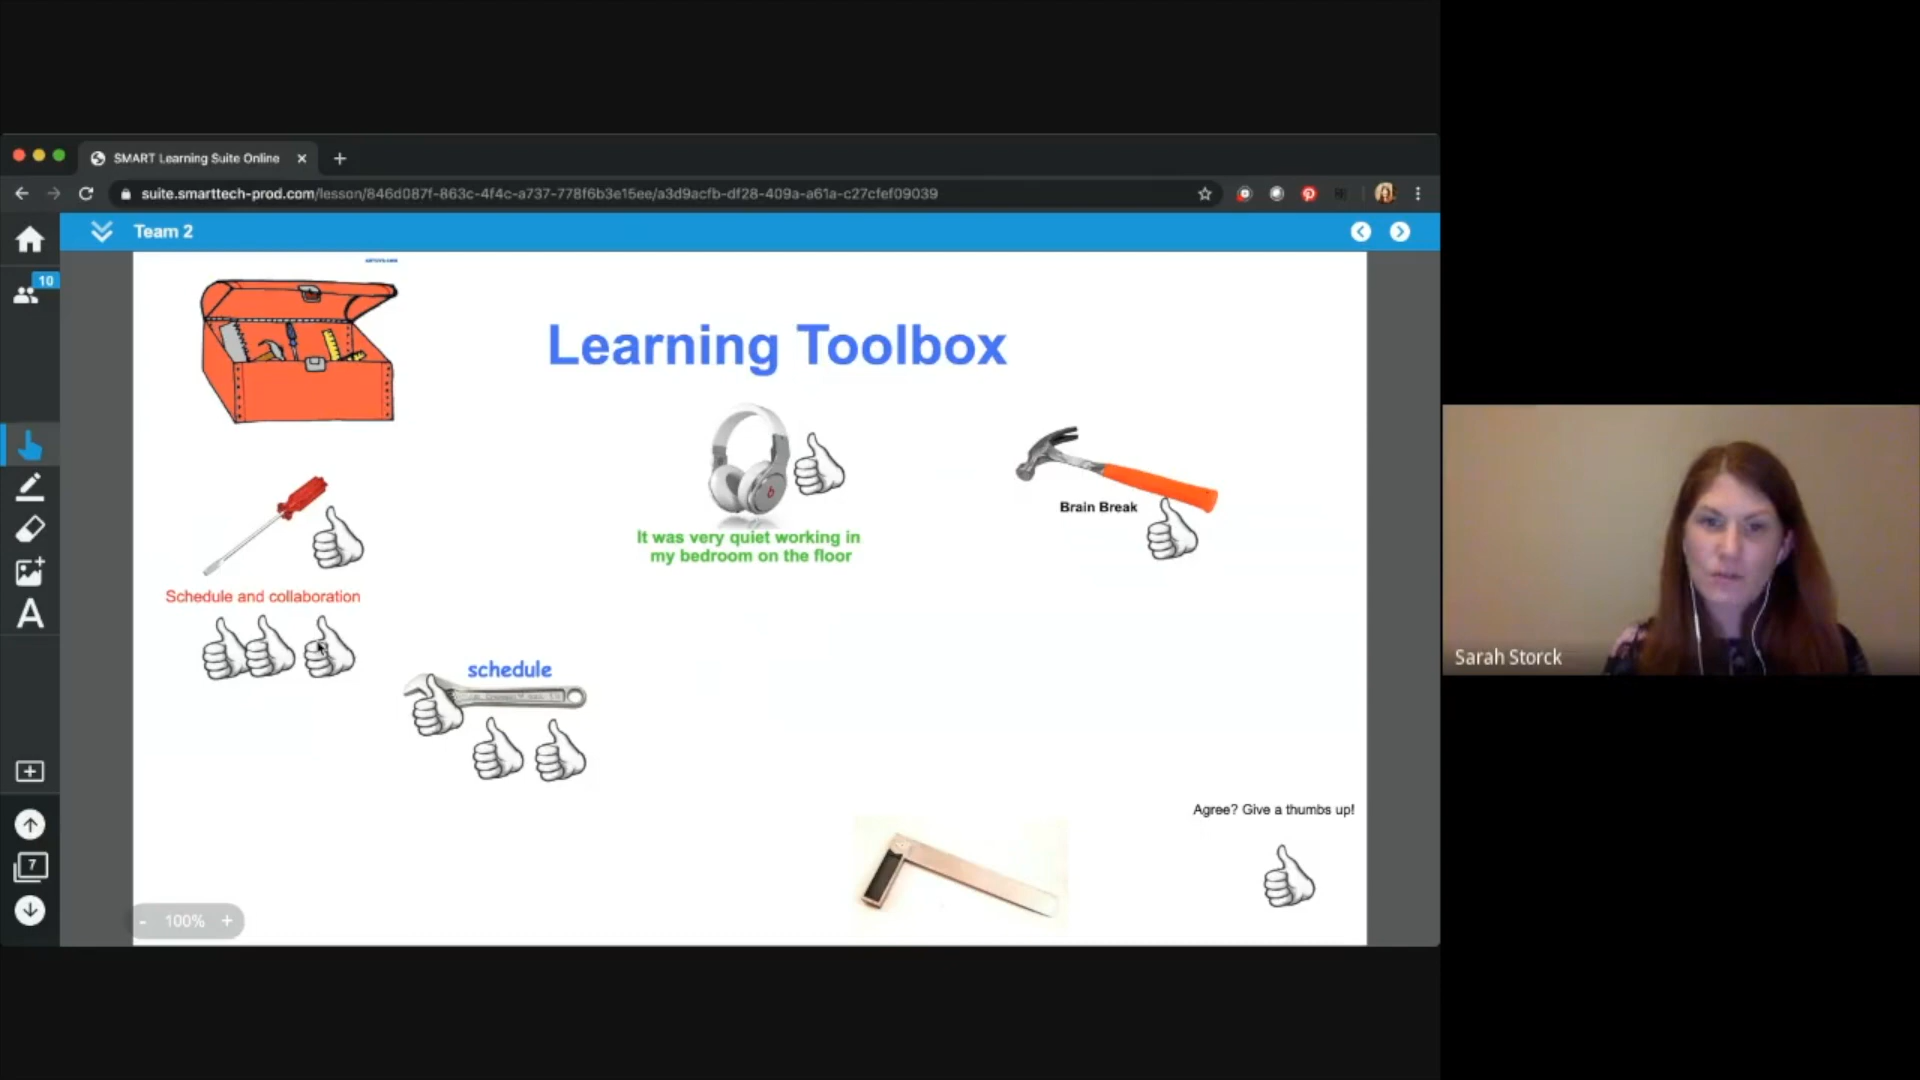 SMART Learning Suite Online
suite.smarttech-prod.com/lesson/846d087f-863c-4f4c-a737-778f6b3e15ee/a3d9acfb-df28-409a-a61a-c27cfef09039
Team 2
10
Learning Toolbox
It was very quiet working in
my bedroom on the floor
Brain Break
Schedule and collaboration
schedule
Agree? Give a thumbs up!
A
7
- 100% +
Sarah Storck